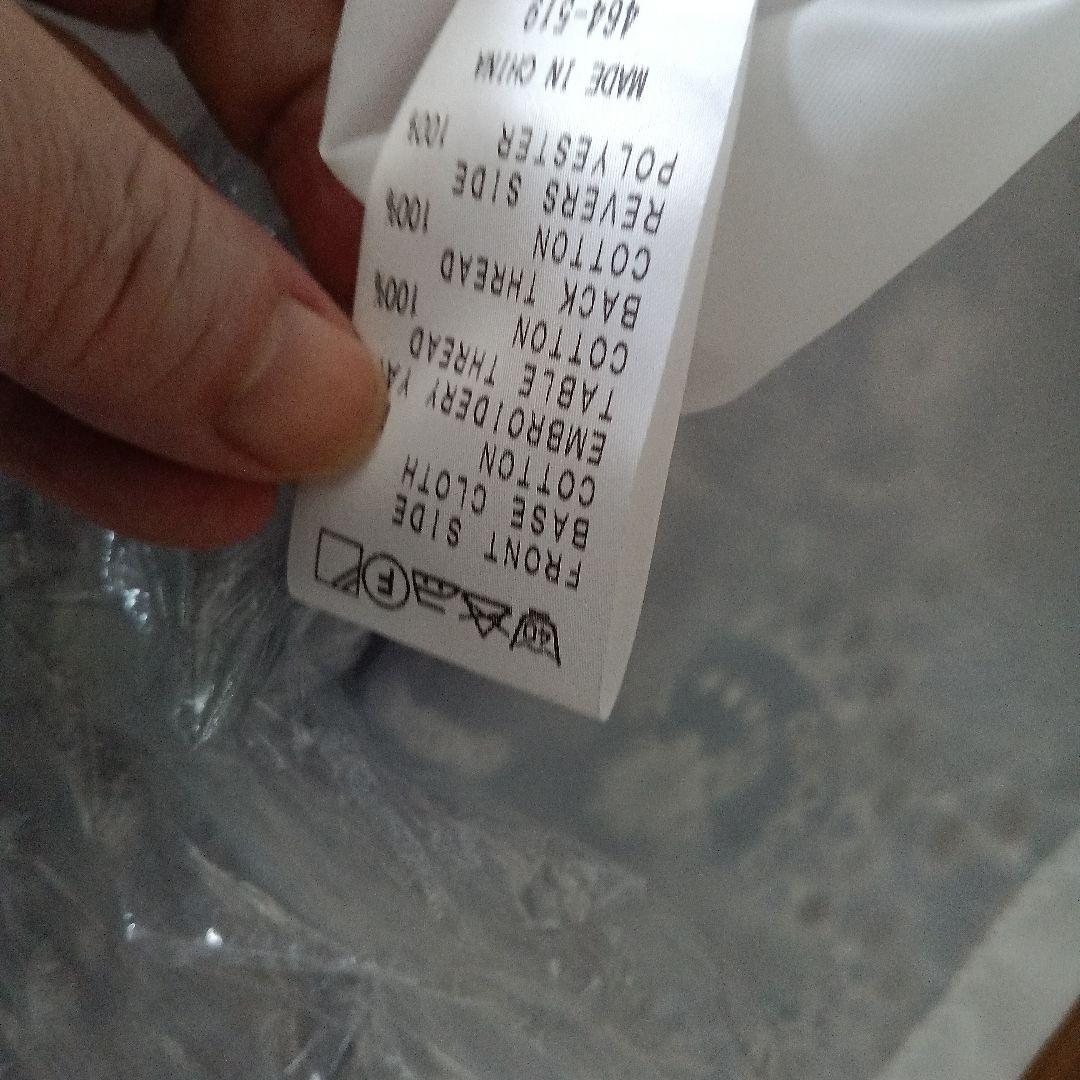 40 F
FRONT SIDE
BASE CLOTH
COTTON
EMBROIDERY
TABLE THREAD
COTTON 100%
BACK THREAD
COTTON 100%
REVERS SIDE
POLYESTER 100%
MADE IN CHINA
464-519